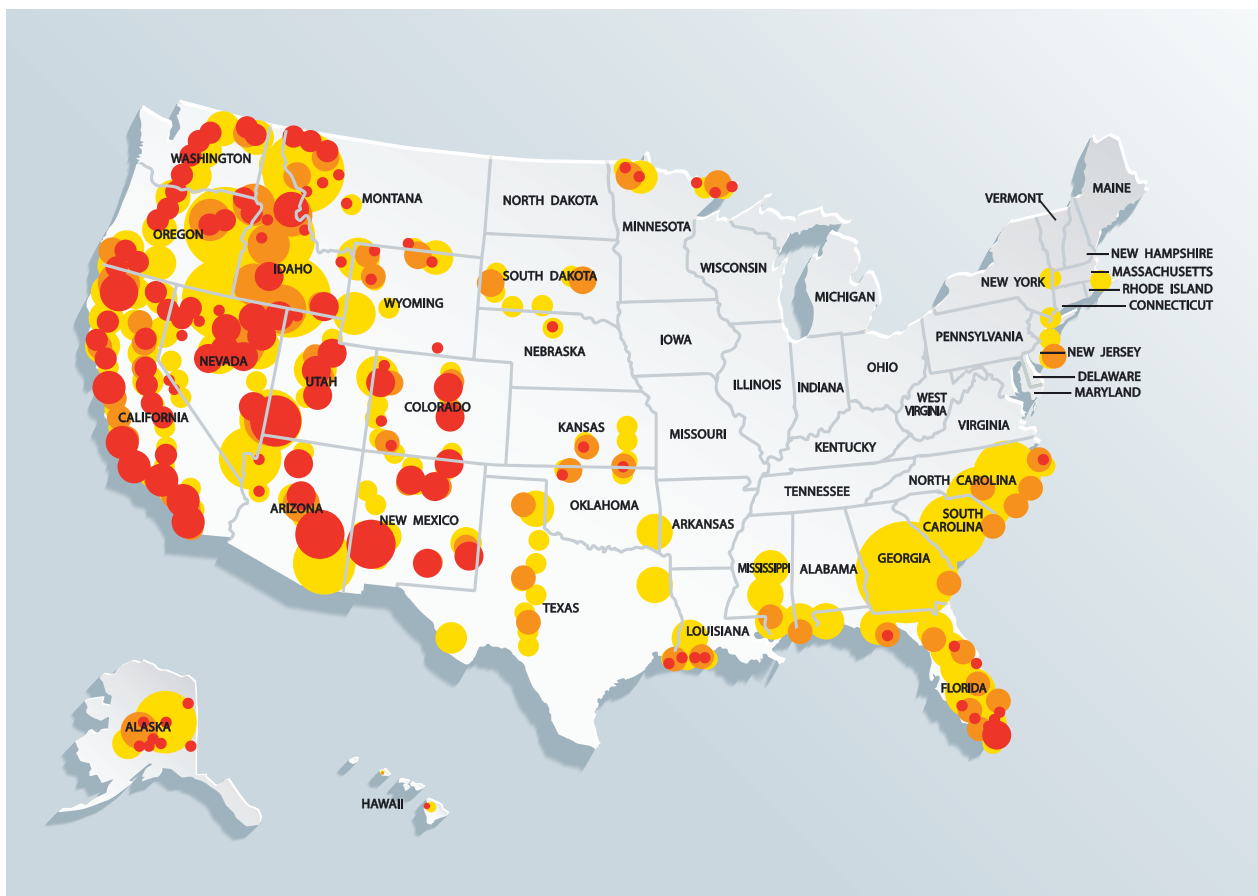 WASHINGTON
MONTANA
NORTH DAKOTA
MINNESOTA
VERMONT
MAINE
OREGON
IDAHO
SOUTH DAKOTA
WISCONSIN
NEW HAMPSHIRE
MASSACHUSETTS
NEW YORK
RHODE ISLAND
CONNECTICUT
WYOMING
MICHIGAN
NEBRASKA
IOWA
PENNSYLVANIA
NEW JERSEY
NEVADA
UTAH
COLORADO
ILLINOIS
INDIANA
OHIO
DELAWARE
MARYLAND
CALIFORNIA
KANSAS
MISSOURI
WEST
VIRGINIA
VIRGINIA
KENTUCKY
ARIZONA
NEW MEXICO
OKLAHOMA
ARKANSAS
TENNESSEE
NORTH CAROLINA
SOUTH
CAROLINA
MISSISSIPPI
ALABAMA
GEORGIA
TEXAS
LOUISIANA
FLORIDA
ALASKA
HAWAII